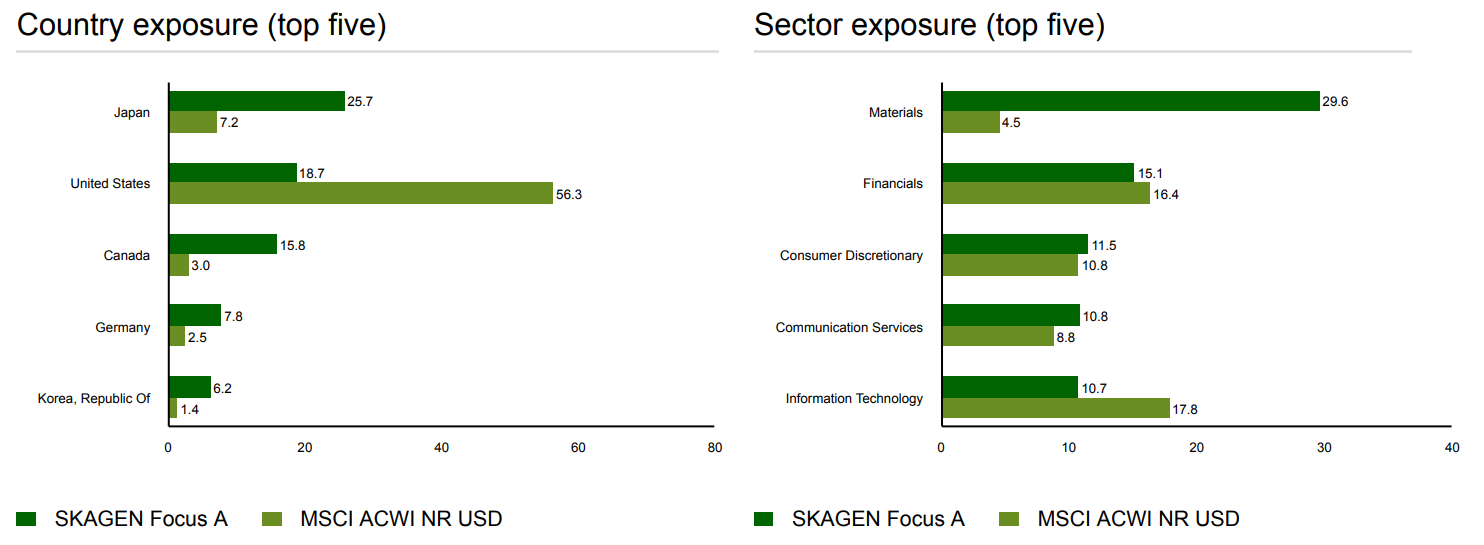 Country exposure (top five)
Japan
25.7
7.2
United States
18.7
56.3
Canada
15.8
3.0
Germany
7.8
2.5
Korea, Republic Of
6.2
1.4
0 20 40 60 80
SKAGEN Focus A MSCI ACWI NR USD
Sector exposure (top five)
Materials
29.6
4.5
Financials
15.1
16.4
Consumer Discretionary
11.5
10.8
Communication Services
10.8
8.8
Information Technology
10.7
17.8
0 10 20 30 40
SKAGEN Focus A MSCI ACWI NR USD